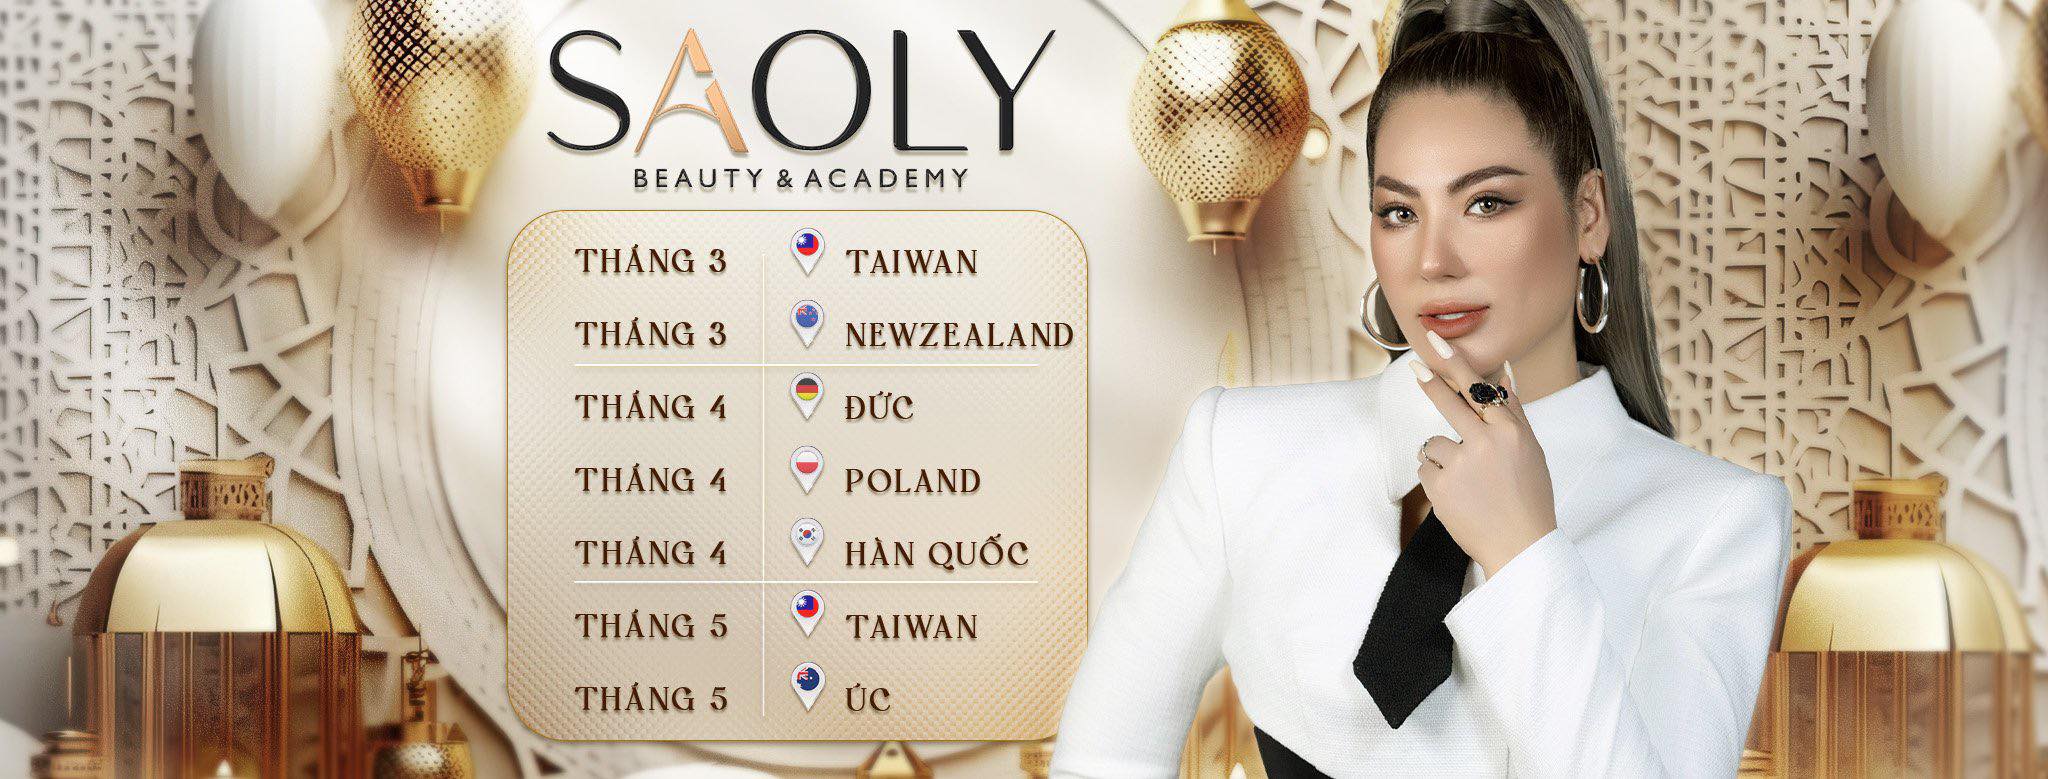 SAOLY
BEAUTY & ACADEMY
THÁNG 3 TAIWAN
THÁNG 3 NEWZEALAND
THÁNG 4 ĐỨC
THÁNG 4 POLAND
THÁNG 4 HÀN QUỐC
THÁNG 5 TAIWAN
THÁNG 5 ÚC